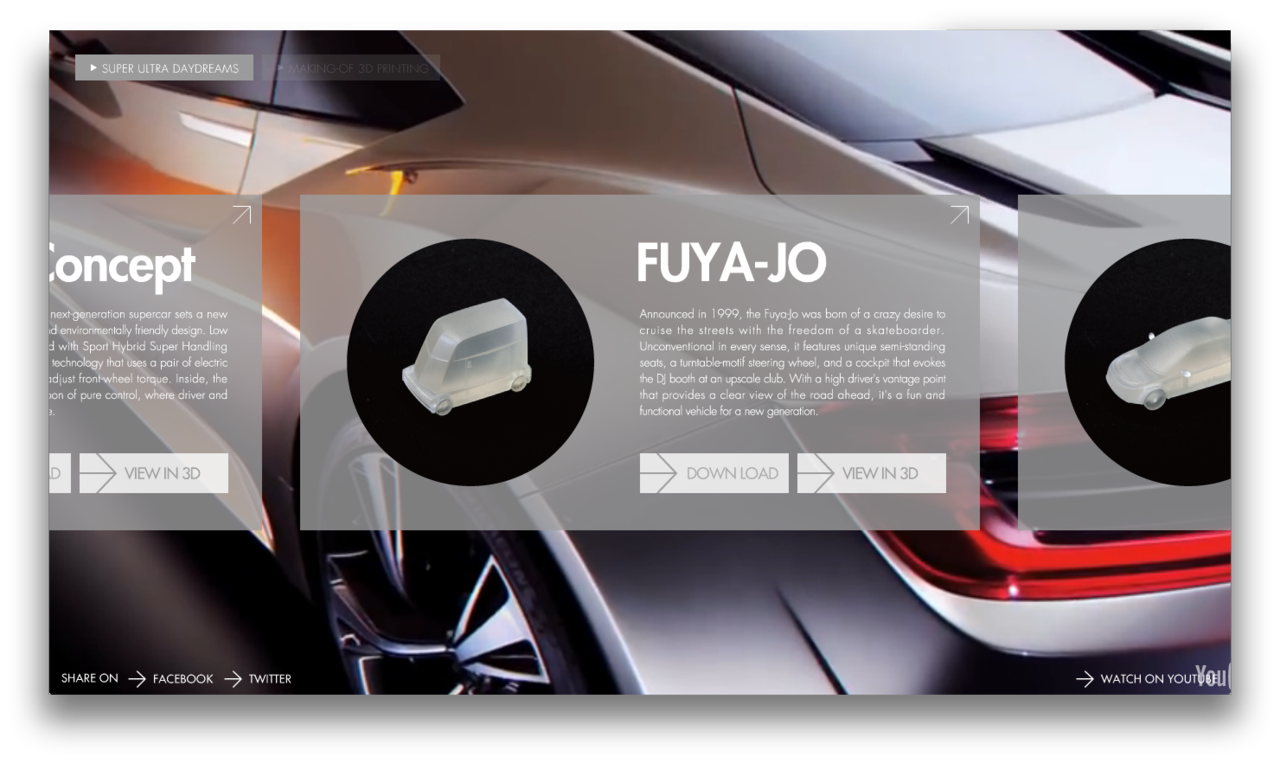 SUPER ULTRA DAYDREAMS
MAKING-OF 3D PRINTING
Concept
next-generation supercar sets a new
environmentally friendly design. Low
with Sport Hybrid Super Handling
technology that uses a pair of electric
adjust front-wheel torque. Inside, the
of pure control, where driver and
VIEW IN 3D
FUYA-JO
Announced in 1999, the Fuya-Jo was born of a crazy desire to
cruise the streets with the freedom of a skateboarder.
Unconventional in every sense, it features unique semi-standing
seats, a turntable-motif steering wheel, and a cockpit that evokes
the DJ booth at an upscale club. With a high driver's vantage point
that provides a clear view of the road ahead, it's a fun and
functional vehicle for a new generation.
DOWN LOAD
VIEW IN 3D
SHARE ON
FACEBOOK
TWITTER
WATCH ON YOUTUBE
You